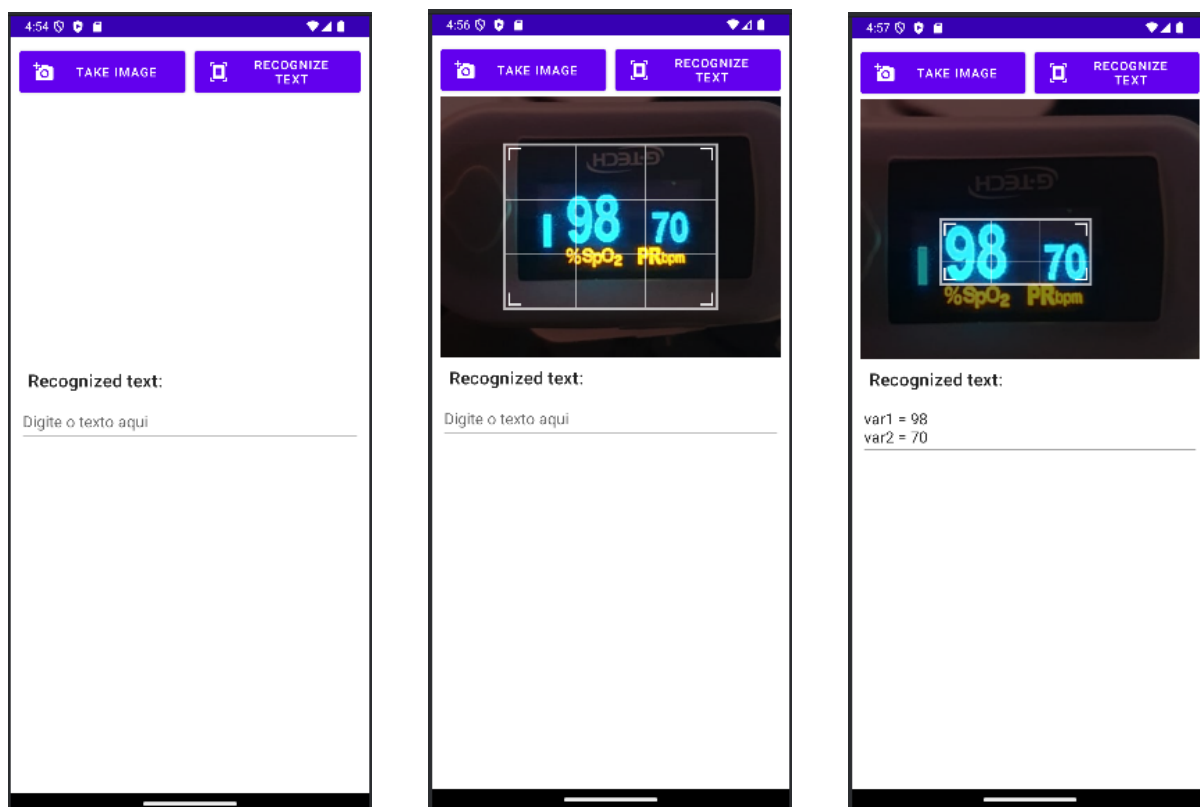 4:54
TAKE IMAGE
RECOGNIZE
TEXT
Recognized text:
Digite o texto aqui
4:56
TAKE IMAGE
RECOGNIZE
TEXT
G-TECH
98 70
%SpO2 PRbpm
Recognized text:
Digite o texto aqui
4:57
TAKE IMAGE
RECOGNIZE
TEXT
G-TECH
98 70
%SpO2 PRbpm
Recognized text:
var1 = 98
var2 = 70